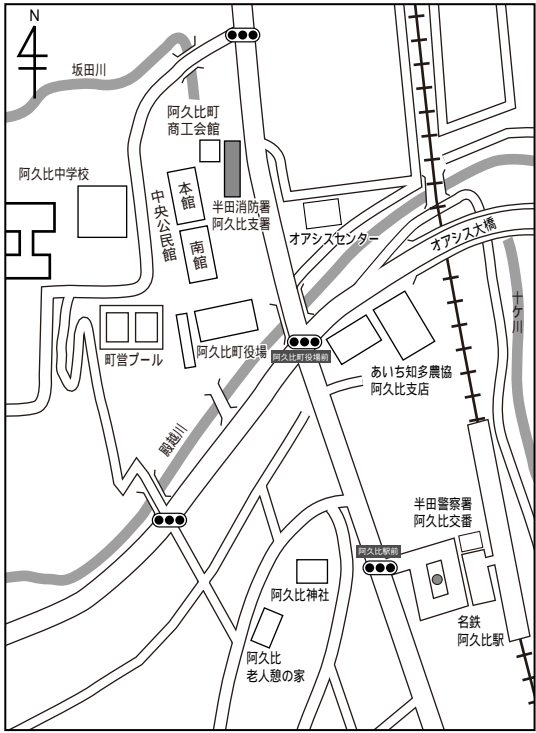 N
坂田川
阿久比町
商工会館
阿久比中学校
本館
中央公民館
半田消防署
阿久比支署
南館
オアシスセンター
オアシス大橋
十ケ川
阿久比町役場
阿久比町役場前
町営プール
あいち知多農協
阿久比支店
殿越川
半田警察署
阿久比交番
阿久比駅前
阿久比神社
名鉄
阿久比駅
阿久比
老人憩の家